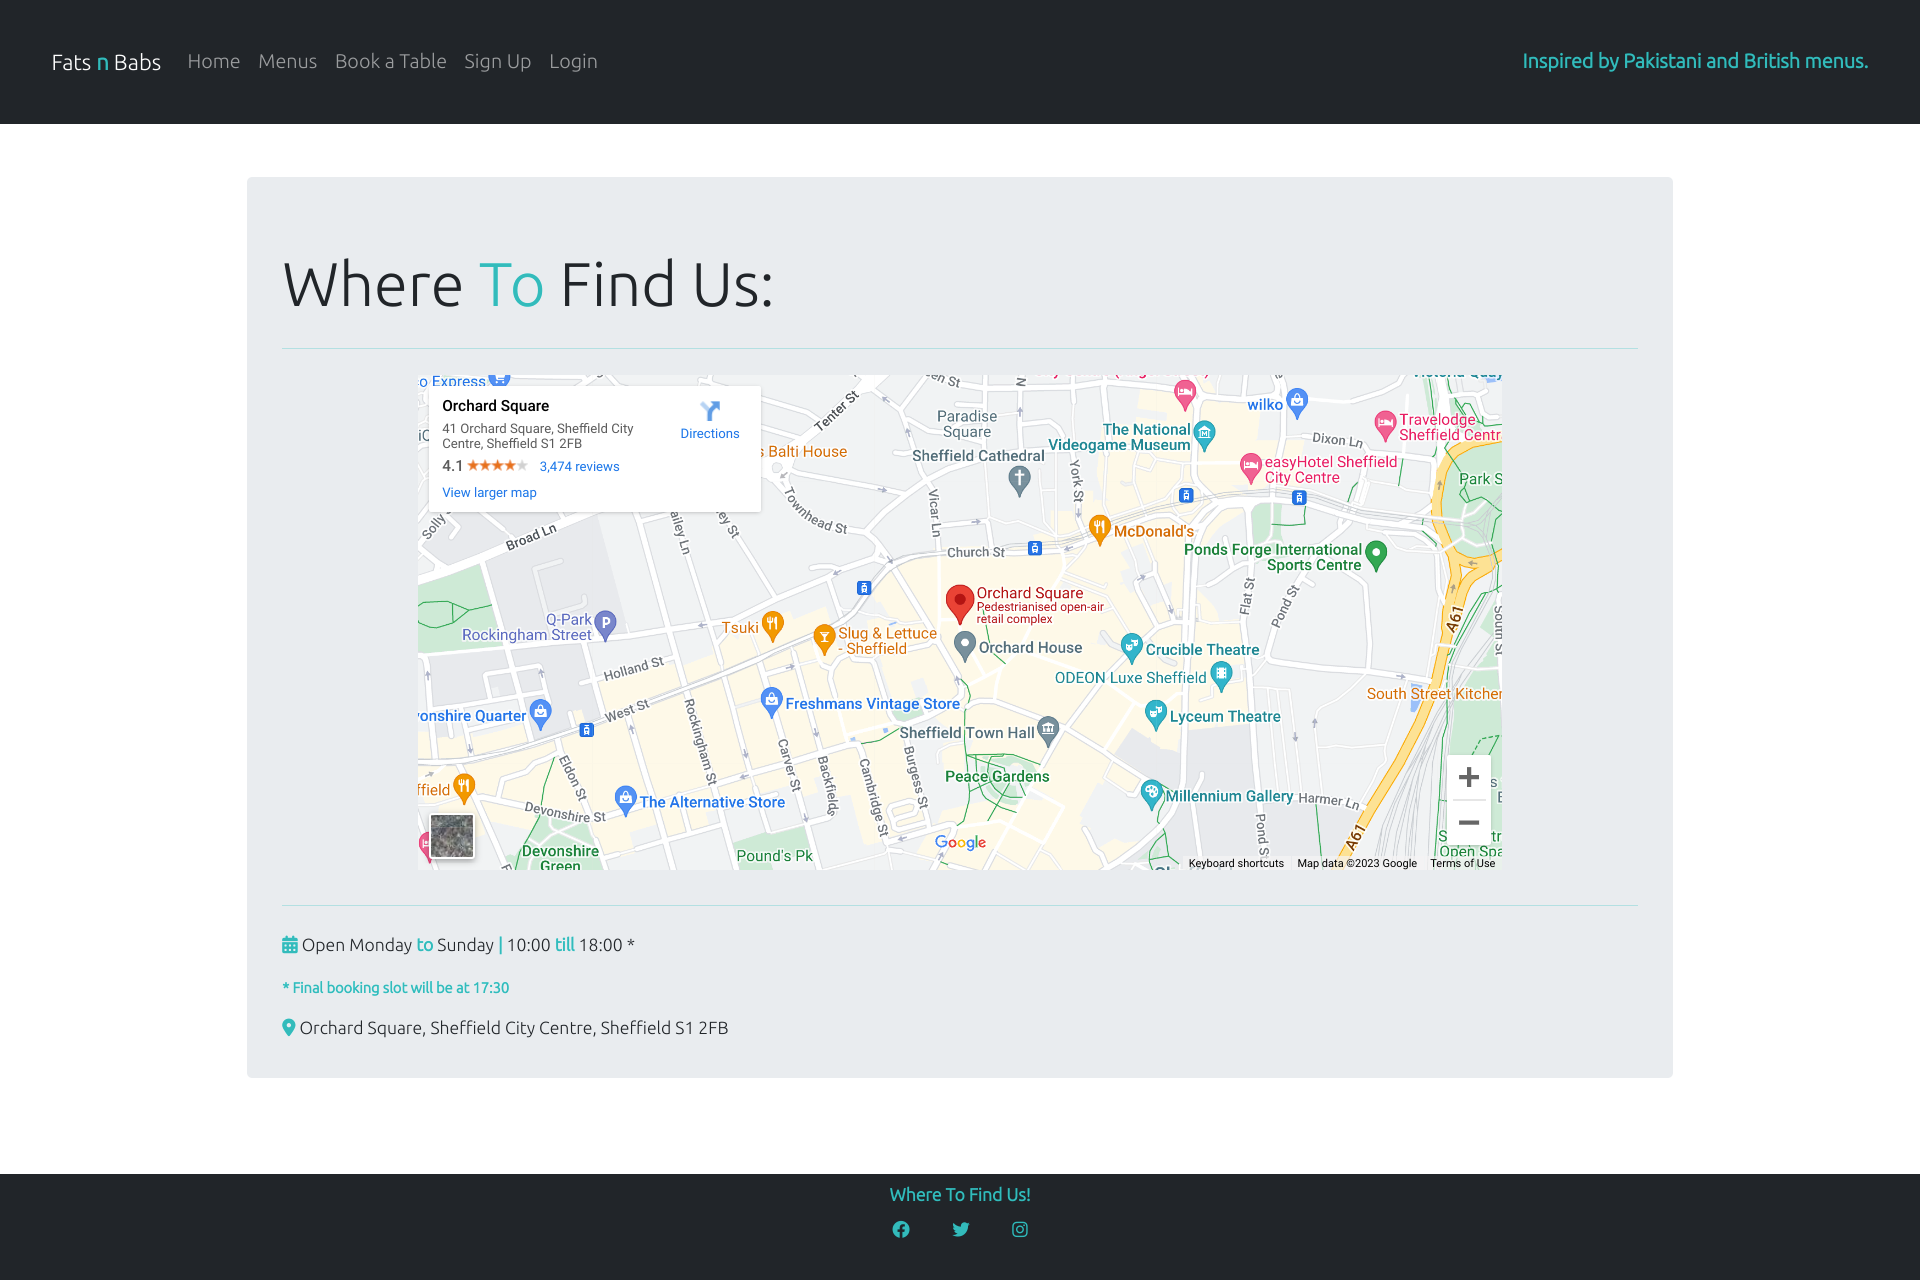 Fats n Babs
Home
Menus
Book a Table
Sign Up
Login
Inspired by Pakistani and British menus.
Where To Find Us:
Express
Orchard Square
41 Orchard Square, Sheffield City
Centre, Sheffield S1 2FB
4.1
3,474 reviews
View larger map
Directions
Balti House
Tenter St
Paradise
Square
Sheffield Cathedral
The National
Videogame Museum
wilko
Travelodge
Dixon Ln
easyHotel Sheffield
City Centre
York St
Vicar Ln
Townhead St
Broad Ln
Church St
McDonald's
Ponds Forge International
Sports Centre
Flat St
Pond St
A61
Orchard Square
Pedestrianised open-air
retail complex
Q-Park
Rockingham Street
Tsuki
Slug & Lettuce
- Sheffield
Orchard House
Crucible Theatre
ODEON Luxe Sheffield
Holland St
West St
Freshmans Vintage Store
Lyceum Theatre
Sheffield Town Hall
South Street Kitchen
Quarter
Rockingham St
Carver St
Backfields
Cambridge St
Burgess St
Eldon St
Peace Gardens
The Alternative Store
Devonshire St
Millennium Gallery
Harmer Ln
Pond S
A61
Devonshire
Green
Pound's Pk
Google
Keyboard shortcuts
Map data ©2023 Google
Terms of Use
Open Monday to Sunday | 10:00 till 18:00 *
* Final booking slot will be at 17:30
Orchard Square, Sheffield City Centre, Sheffield S1 2FB
Where To Find Us!